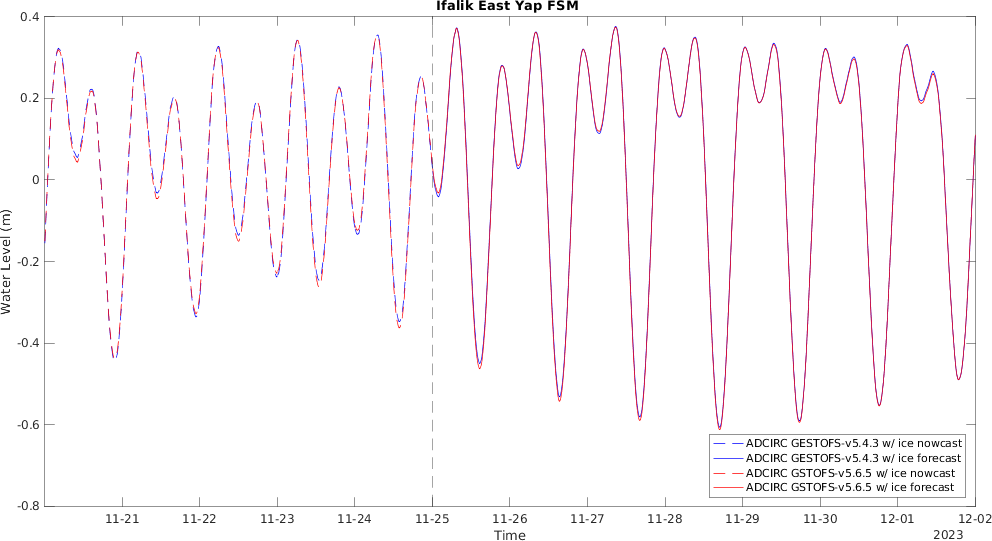 Ifalik East Yap FSM
0.4
0.2
0
-0.2
-0.4
-0.6
-0.8
Water Level (m)
ADCIRC GESTOFS-v5.4.3 w/ ice nowcast
ADCIRC GESTOFS-v5.4.3 w/ ice forecast
ADCIRC GSTOFS-v5.6.5 w/ ice nowcast
ADCIRC GSTOFS-v5.6.5 w/ ice forecast
11-21 11-22 11-23 11-24 11-25 11-26 11-27 11-28 11-29 11-30 12-01 12-02
Time
2023